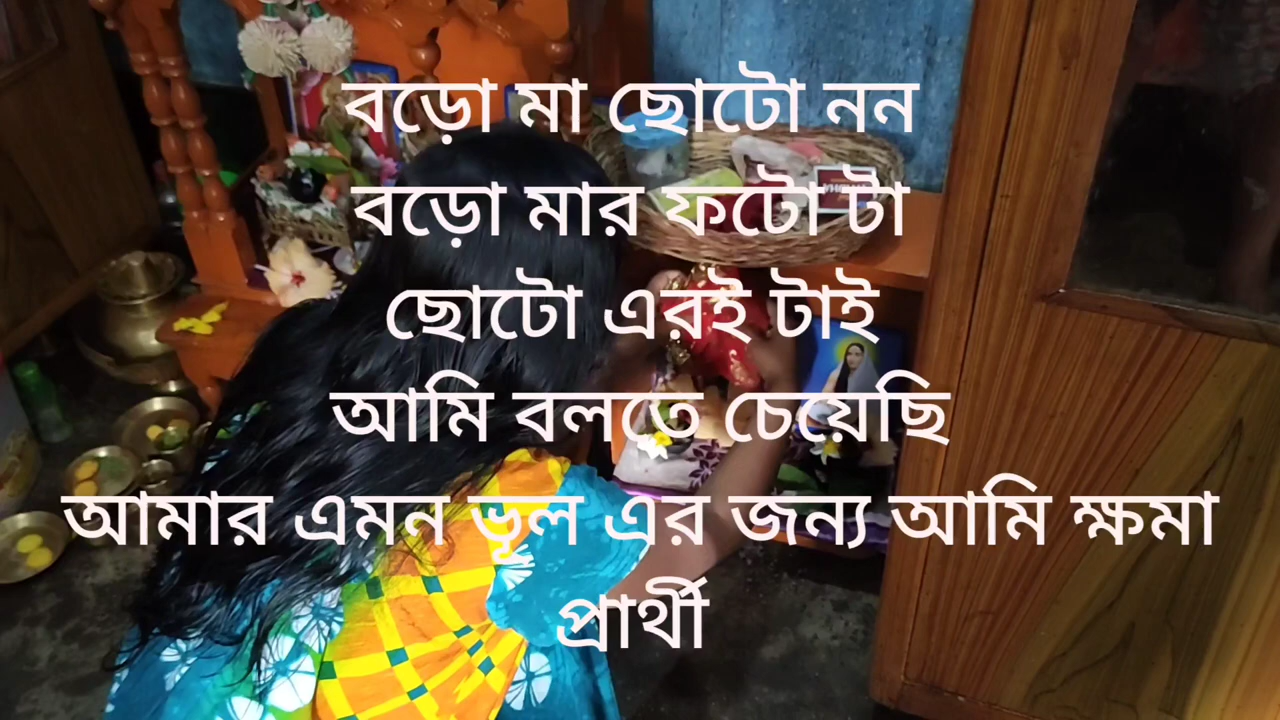 বড়ো মা ছোটো নন
বড়ো মার ফটো টা
ছোটো এরই টাই
আমি বলতে চেয়েছি
আমার এমন ভূল এর জন্য আমি ক্ষমা
প্রার্থী